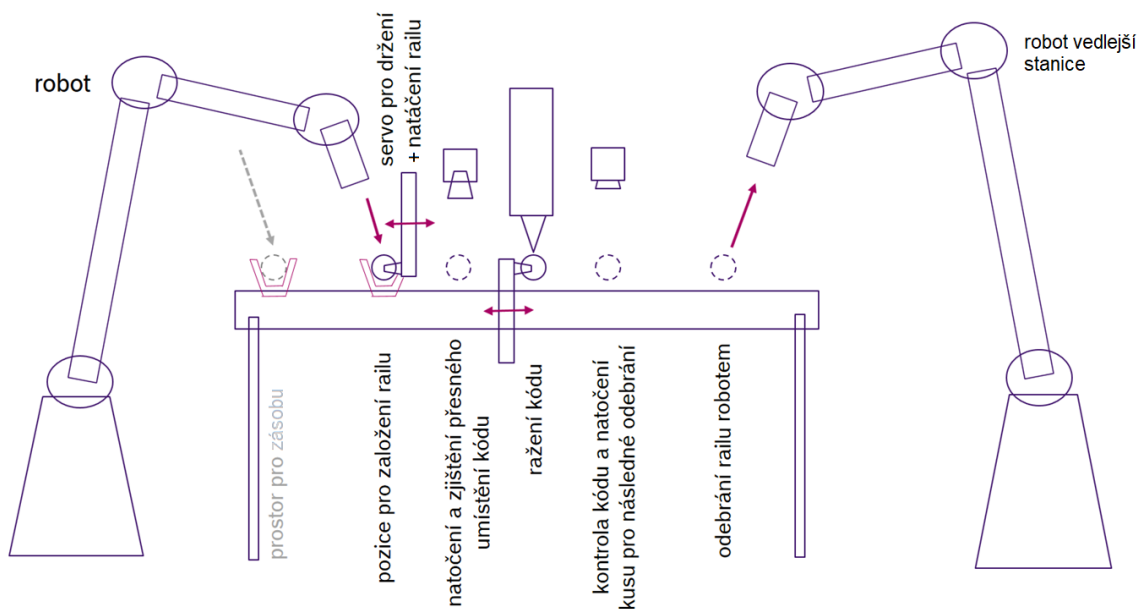 robot
servo pro držení
+ natáčení railu
robot vedlejší
stanice
prostor pro zásobu
pozice pro založení railu
natočení a zjištění přesného
umístění kódu
ražení kódu
kontrola kódu a natočení
kusu pro následné odebrání
odebrání railu robotem